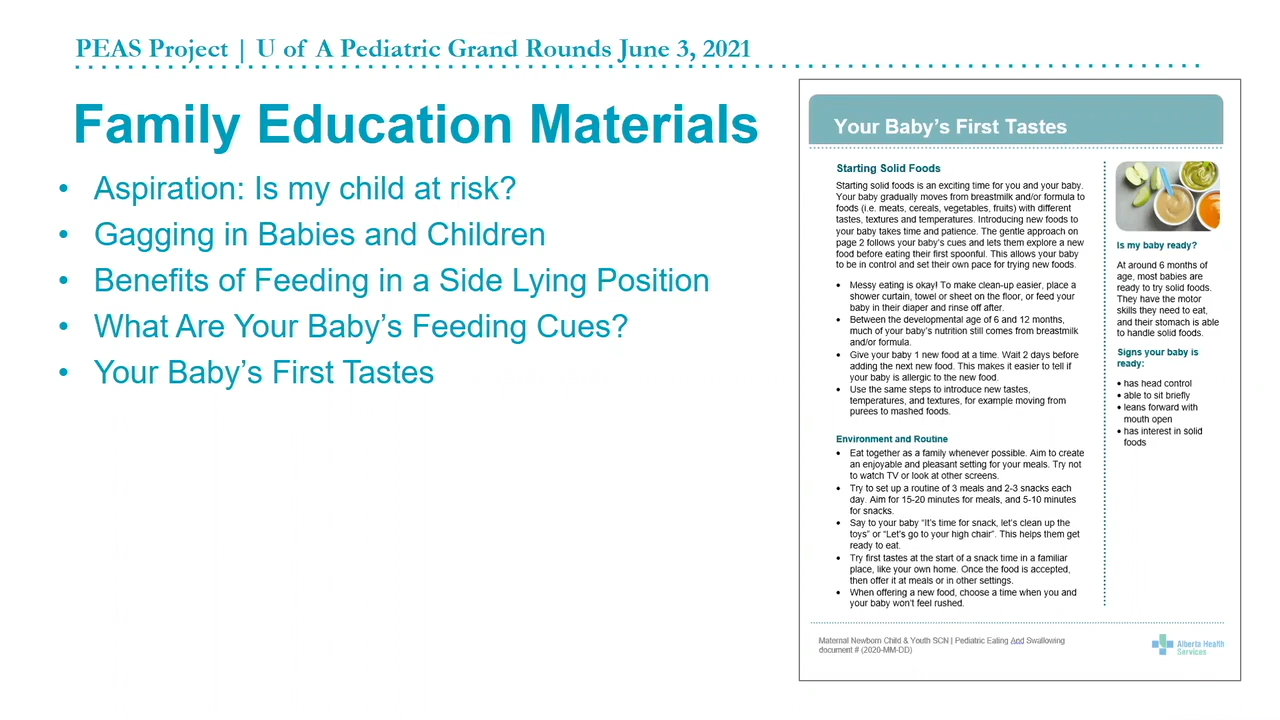 PEAS Project | U of A Pediatric Grand Rounds June 3, 2021
Family Education Materials
• Aspiration: Is my child at risk?
• Gagging in Babies and Children
• Benefits of Feeding in a Side Lying Position
• What Are Your Baby's Feeding Cues?
• Your Baby's First Tastes
Your Baby's First Tastes
Starting Solid Foods
Starting solid foods is an exciting time for you and your baby.
Your baby gradually moves from breastmilk and/or formula to
foods (i.e. meats, cereals, vegetables, fruits) with different
tastes, textures and temperatures. Introducing new foods to
your baby takes time and patience. The gentle approach on
page 2 follows your baby's cues and lets them explore a new
food before eating their first spoonful. This allows your baby
to be in control and set their own pace for trying new foods.
• Messy eating is okay! To make clean-up easier, place a
shower curtain, towel or sheet on the floor, or feed your
baby in their diaper and rinse off after.
• Between the developmental age of 6 and 12 months,
much of your baby's nutrition still comes from breastmilk
and/or formula.
• Give your baby 1 new food at a time. Wait 2 days before
adding the next new food. This makes it easier to tell if
your baby is allergic to the new food.
• Use the same steps to introduce new tastes,
temperatures, and textures, for example moving from
purees to mashed foods.
Environment and Routine
• Eat together as a family whenever possible. Aim to create
an enjoyable and pleasant setting for your meals. Try not
to watch TV or look at other screens.
• Try to set up a routine of 3 meals and 2-3 snacks each
day. Aim for 15-20 minutes for meals, and 5-10 minutes
for snacks.
• Say to your baby "It's time for snack, let's clean up the
toys" or "Let's go to your high chair". This helps them get
ready to eat.
• Try first tastes at the start of a snack time in a familiar
place, like your own home. Once the food is accepted,
then offer it at meals or in other settings.
• When offering a new food, choose a time when you and
your baby won't feel rushed.
Is my baby ready?
At around 6 months of
age, most babies are
ready to try solid foods.
They have the motor
skills they need to eat,
and their stomach is able
to handle solid foods.
Signs your baby is
ready:
• has head control
• able to sit briefly
• leans forward with
mouth open
• has interest in solid
foods
Maternal Newborn Child & Youth SCN | Pediatric Eating And Swallowing
document # (2020-MM-DD)
Alberta Health
Services